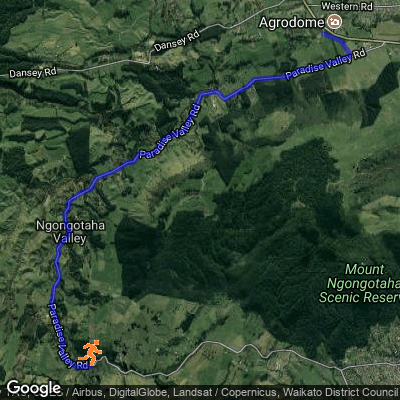 Western Rd
Agrodome
Dansey Rd
Dansey Rd
Paradise Valley Rd
Paradise Valley Rd
Ngongotaha
Valley
Mount
Ngongotaha
Scenic Reserv
Paradise Valley Rd
Google
/ Airbus, DigitalGlobe, Landsat / Copernicus, Waikato District Council